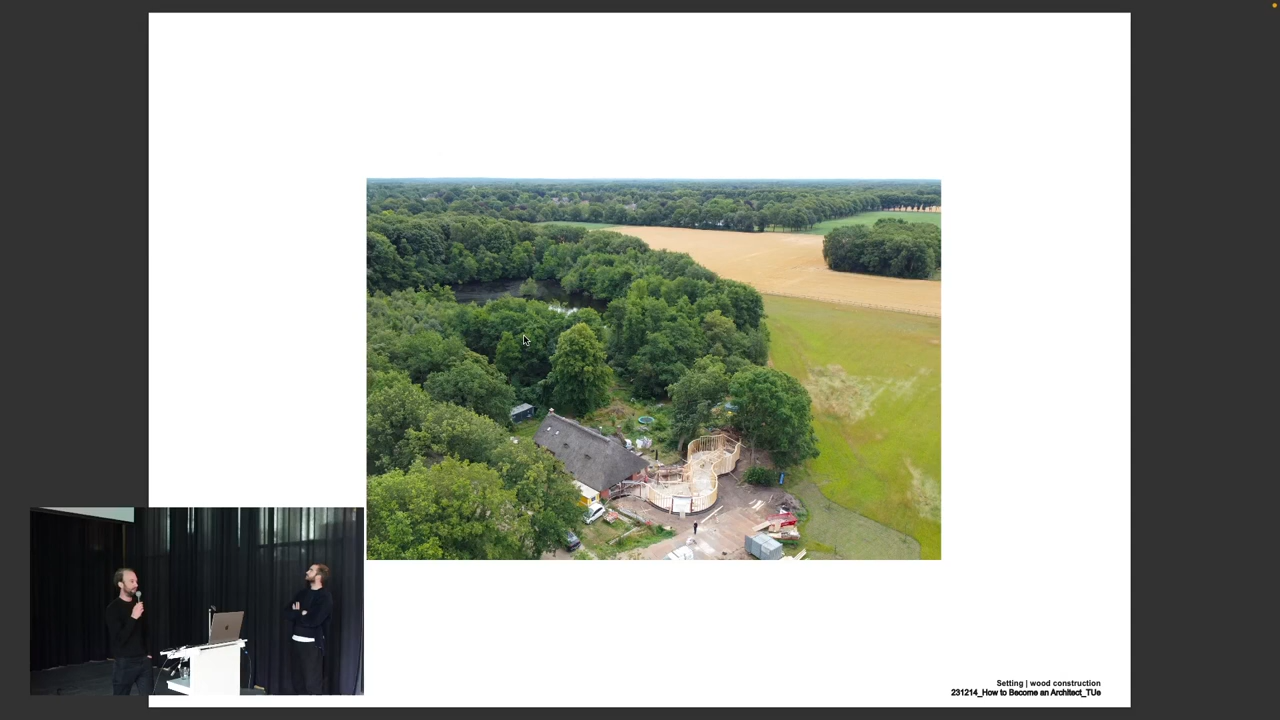 Setting | wood construction
231214_How to Become an Architect_TUe